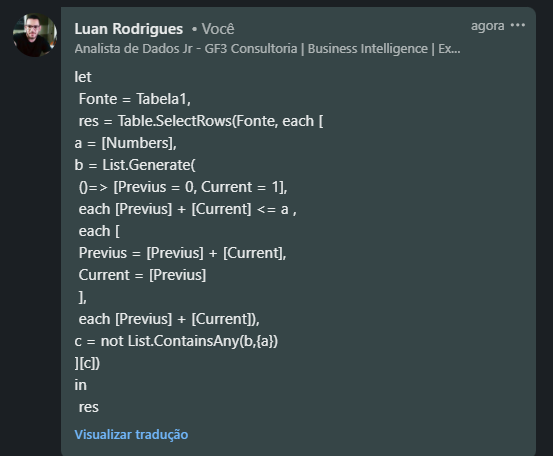 Luan Rodrigues • Você
agora •••
Analista de Dados Jr - GF3 Consultoria | Business Intelligence | Ex...
let
Fonte = Tabela1,
res = Table.SelectRows(Fonte, each [
a = [Numbers],
b = List.Generate(
()=> [Previus = 0, Current = 1],
each [Previus] + [Current] <= a ,
each [
Previus = [Previus] + [Current],
Current = [Previus]
],
each [Previus] + [Current]),
c = not List.ContainsAny(b,{a})
][c])
in
res
Visualizar tradução